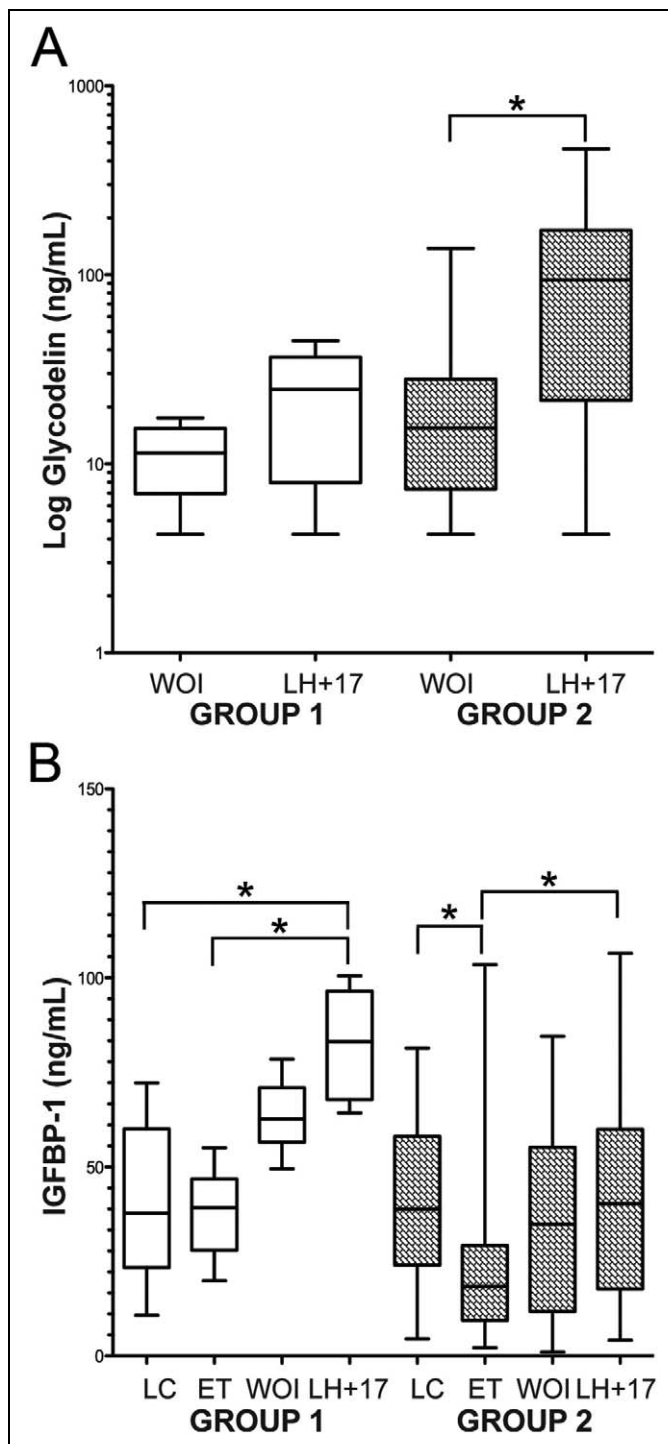 A
1000
*
100
10
1
Log Glycodelin (ng/mL)
WOI LH+17 WOI LH+17
GROUP 1 GROUP 2
B
150
*
*
*
*
100
50
0
IGFBP-1 (ng/mL)
LC ET WOI LH+17 LC ET WOI LH+17
GROUP 1 GROUP 2